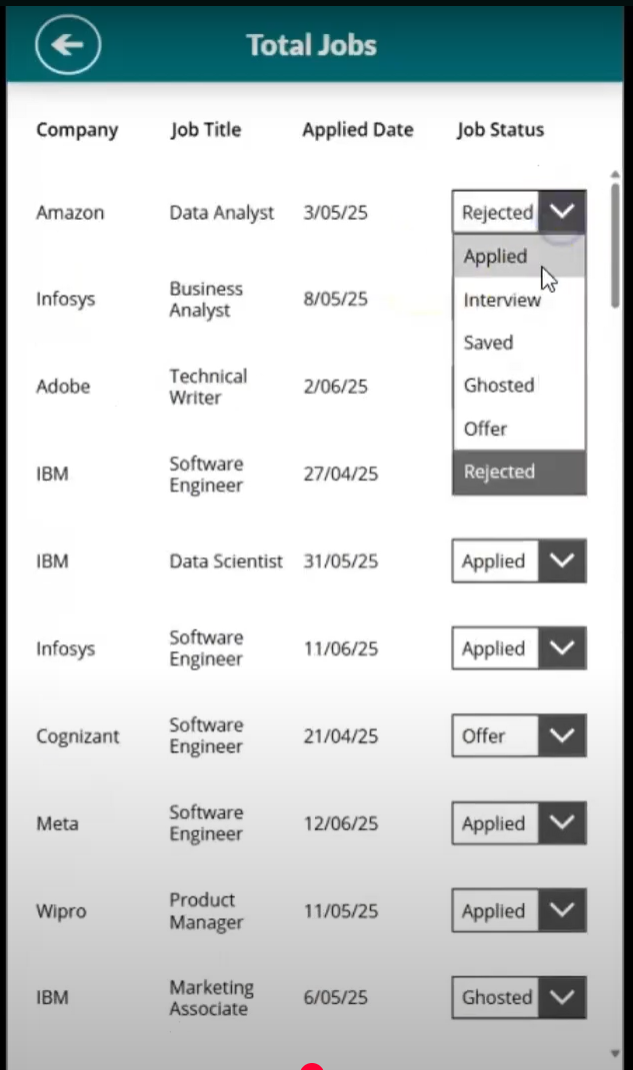 Total Jobs
Company Job Title Applied Date Job Status
Amazon Data Analyst 3/05/25 Rejected
Applied
Infosys Business Analyst 8/05/25
Interview
Saved
Adobe Technical Writer 2/06/25
Ghosted
Offer
IBM Software Engineer 27/04/25
Rejected
IBM Data Scientist 31/05/25 Applied
Infosys Software Engineer 11/06/25 Applied
Cognizant Software Engineer 21/04/25 Offer
Meta Software Engineer 12/06/25 Applied
Wipro Product Manager 11/05/25 Applied
IBM Marketing Associate 6/05/25 Ghosted